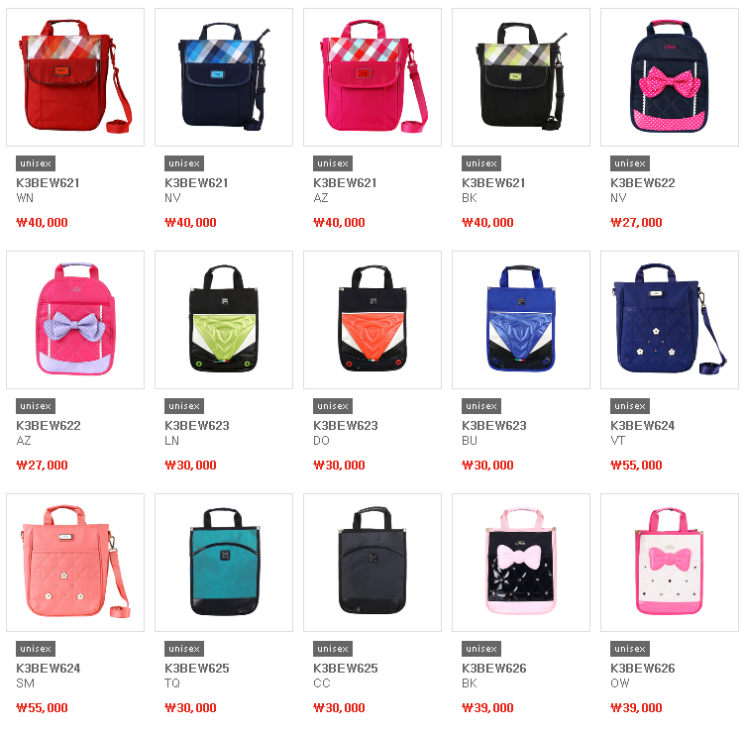 unisex
K3BEW621
WN
₩40,000
unisex
K3BEW621
NV
₩40,000
unisex
K3BEW621
AZ
₩40,000
unisex
K3BEW621
BK
₩40,000
unisex
K3BEW622
NV
₩27,000
unisex
K3BEW622
AZ
₩27,000
unisex
K3BEW623
LN
₩30,000
unisex
K3BEW623
DO
₩30,000
unisex
K3BEW623
BU
₩30,000
unisex
K3BEW624
VT
₩55,000
unisex
K3BEW624
SM
₩55,000
unisex
K3BEW625
TQ
₩30,000
unisex
K3BEW625
CC
₩30,000
unisex
K3BEW626
BK
₩39,000
unisex
K3BEW626
OW
₩39,000